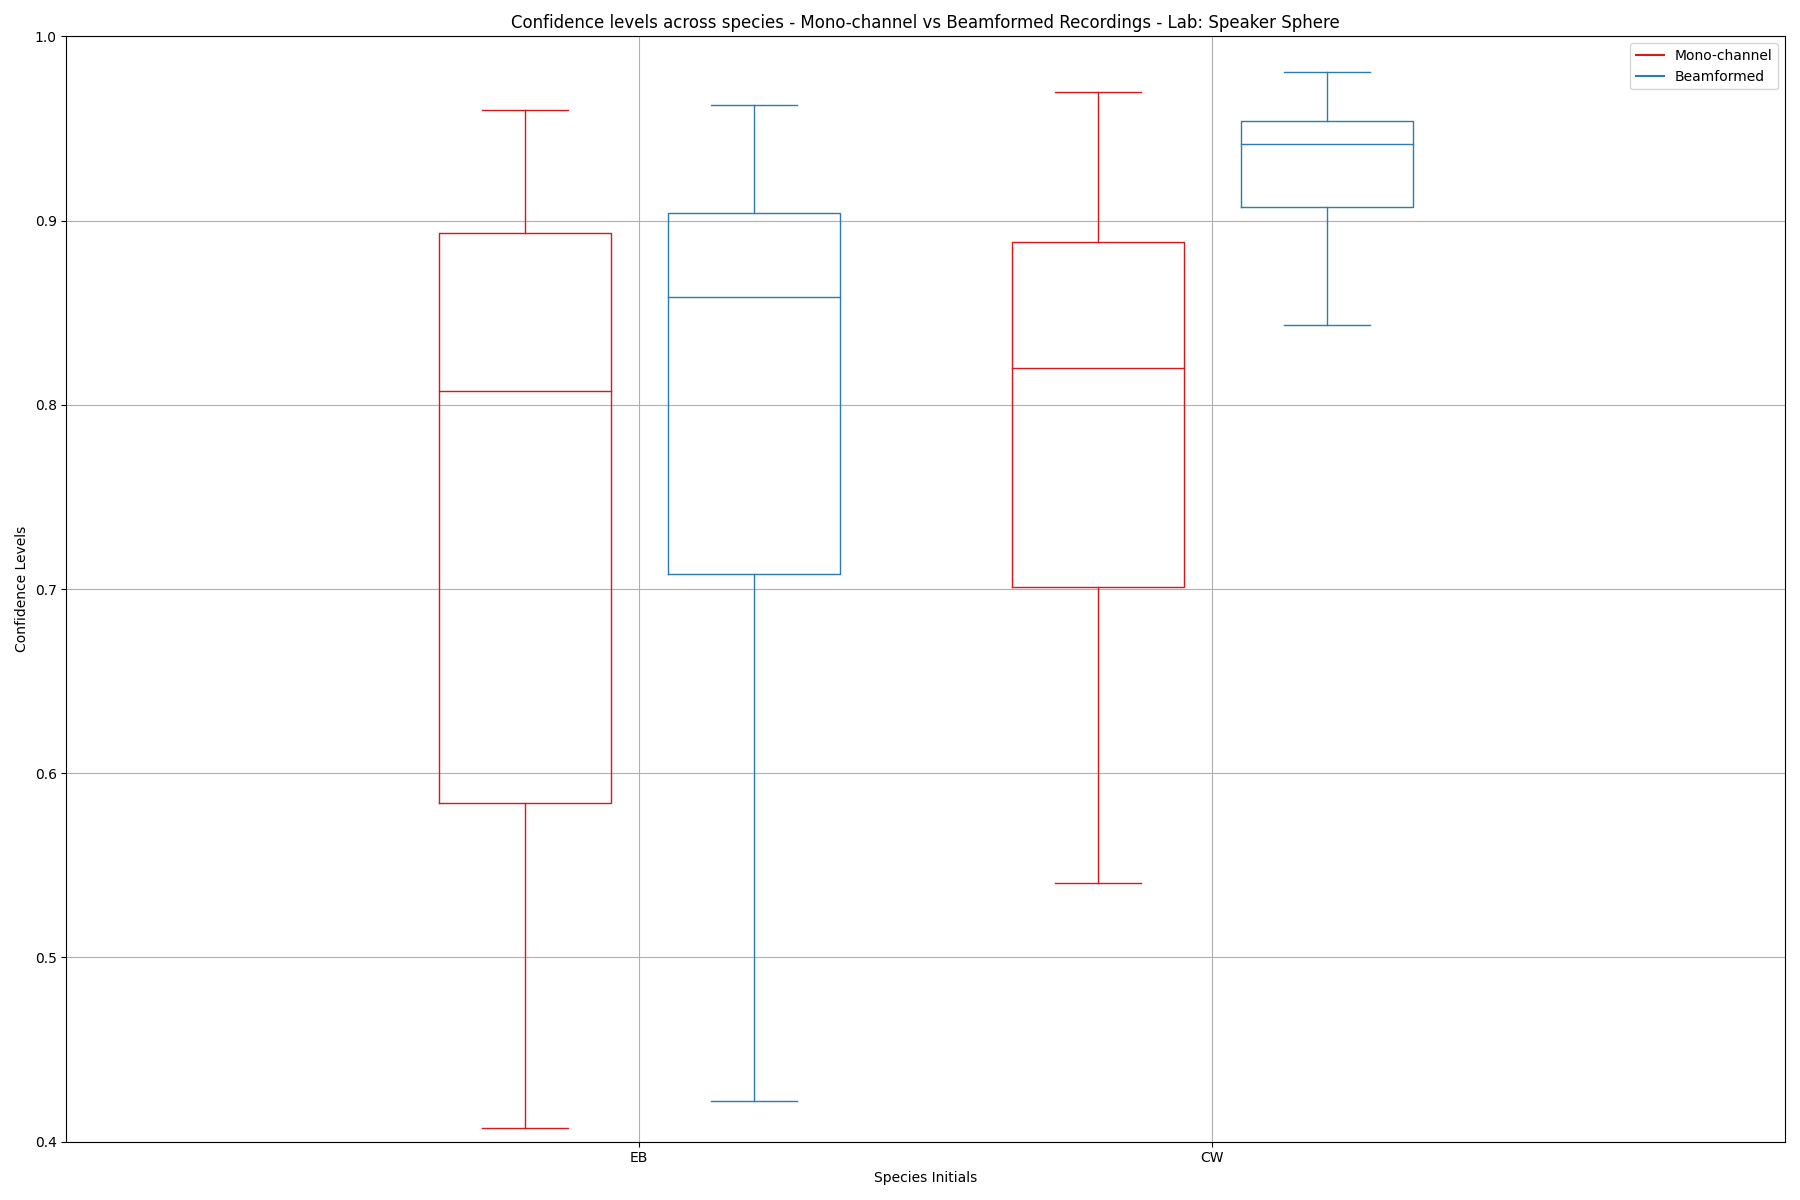 Confidence levels across species - Mono-channel vs Beamformed Recordings - Lab: Speaker Sphere
Mono-channel
Beamformed
1.0
0.9
0.8
0.7
0.6
0.5
0.4
Confidence Levels
EB
CW
Species Initials